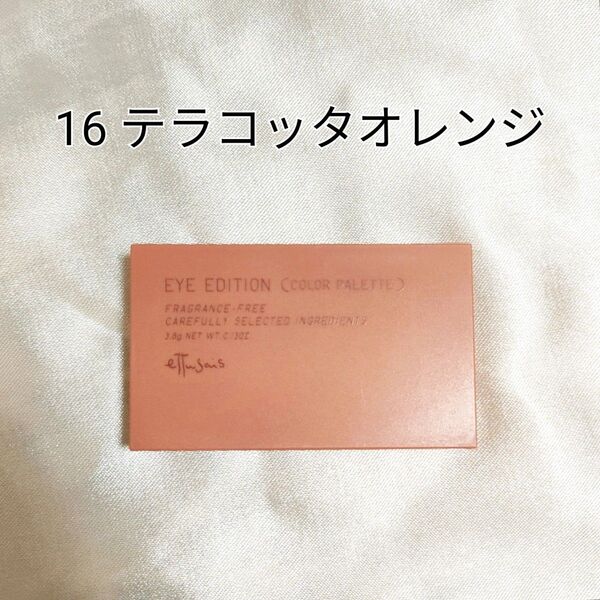 16 テラコッタオレンジ
EYE EDITION (COLOR PALETTE)
FRAGRANCE-FREE
CAREFULLY SELECTED INGREDIENTS
3.8g NET WT. 0.13OZ
ettusais